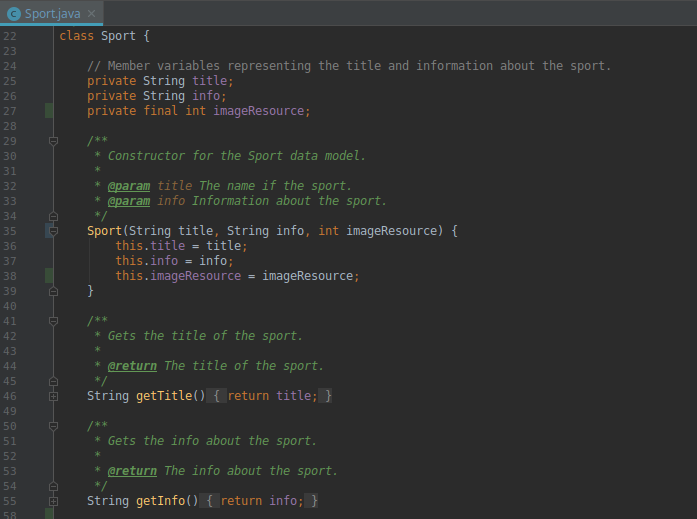 Sport.java
22 class Sport {
23
24 // Member variables representing the title and information about the sport.
25 private String title;
26 private String info;
27 private final int imageResource;
28
29 /**
30 * Constructor for the Sport data model.
31 *
32 * @param title The name if the sport.
33 * @param info Information about the sport.
34 */
35 Sport(String title, String info, int imageResource) {
36 this.title = title;
37 this.info = info;
38 this.imageResource = imageResource;
39 }
40
41 /**
42 * Gets the title of the sport.
43 *
44 * @return The title of the sport.
45 */
46 String getTitle() { return title; }
49
50 /**
51 * Gets the info about the sport.
52 *
53 * @return The info about the sport.
54 */
55 String getInfo() { return info; }
58